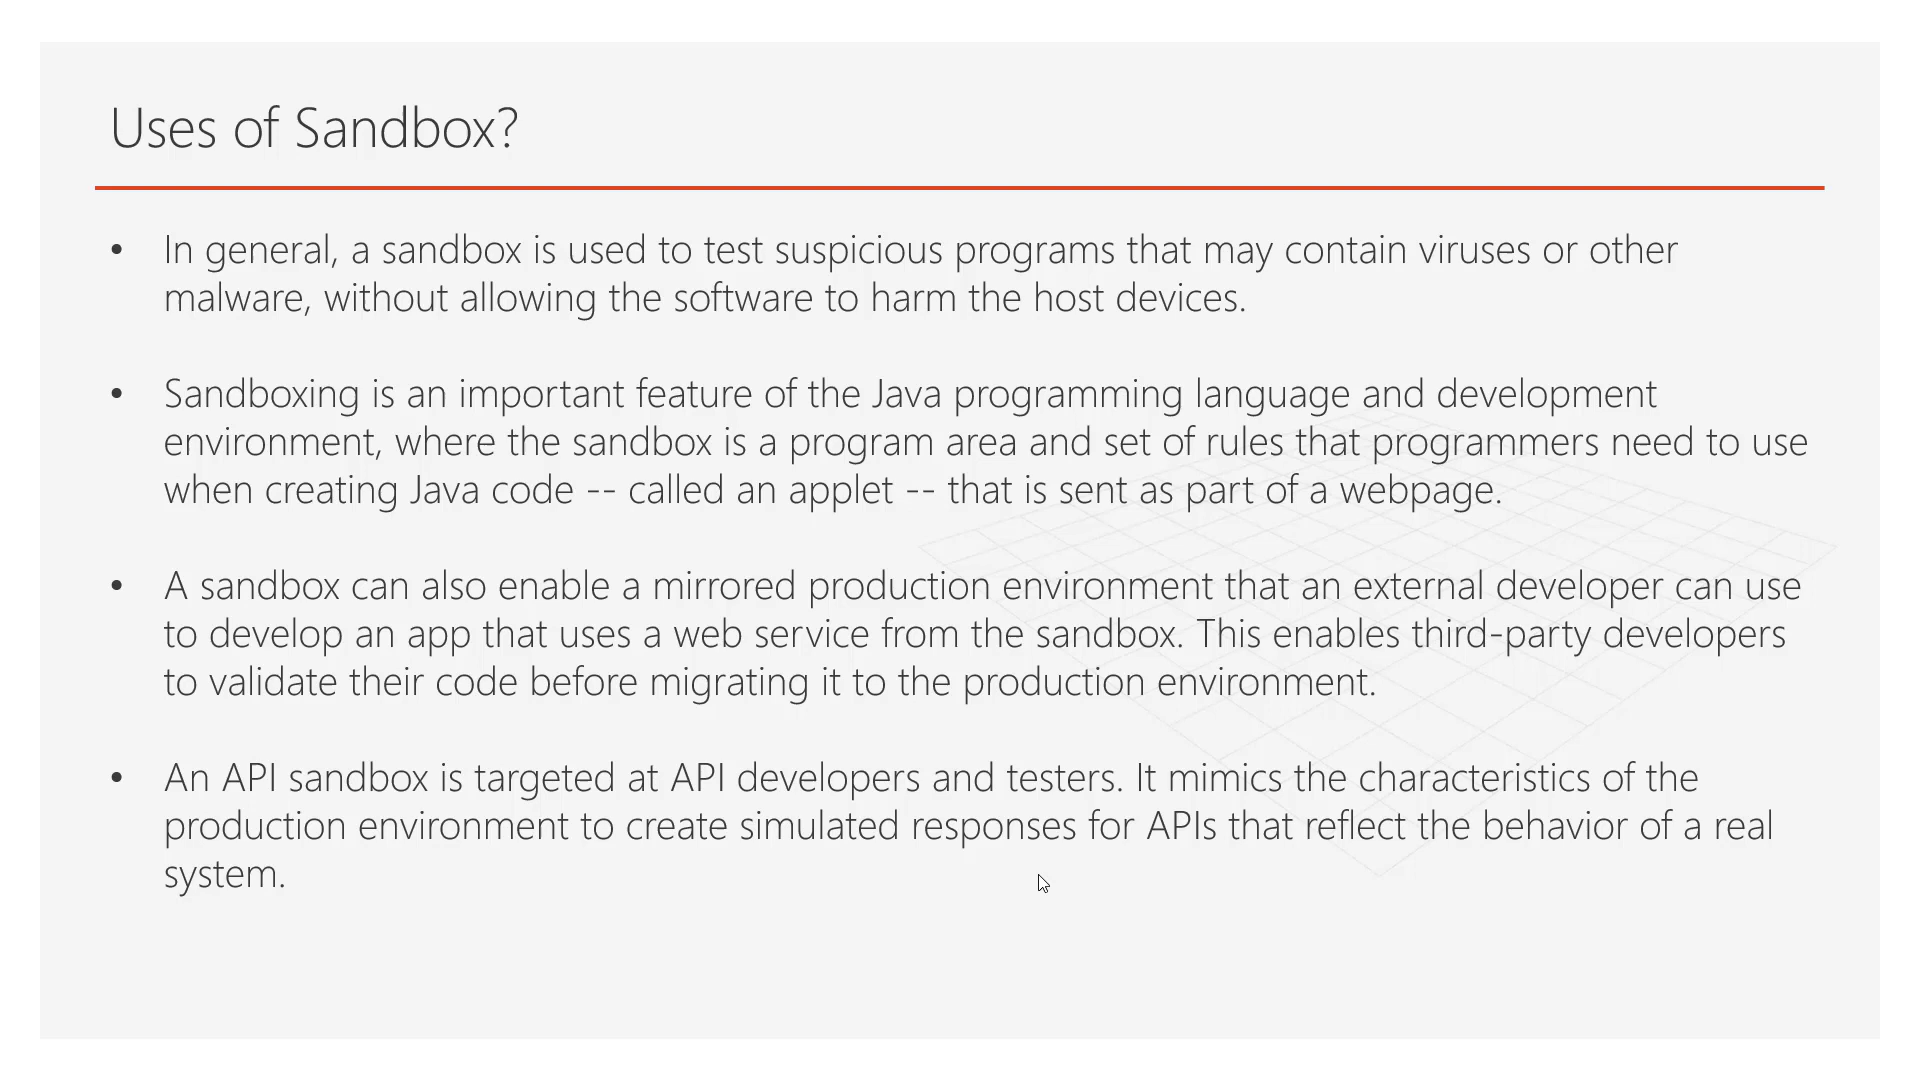 Uses of Sandbox?
• In general, a sandbox is used to test suspicious programs that may contain viruses or other
malware, without allowing the software to harm the host devices.
• Sandboxing is an important feature of the Java programming language and development
environment, where the sandbox is a program area and set of rules that programmers need to use
when creating Java code -- called an applet -- that is sent as part of a webpage.
• A sandbox can also enable a mirrored production environment that an external developer can use
to develop an app that uses a web service from the sandbox. This enables third-party developers
to validate their code before migrating it to the production environment.
• An API sandbox is targeted at API developers and testers. It mimics the characteristics of the
production environment to create simulated responses for APIs that reflect the behavior of a real
system.